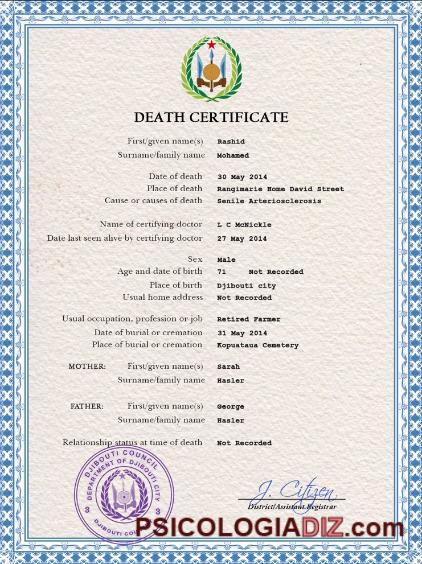 DEATH CERTIFICATE
First/given name(s) Rashid
Surname/family name Mohamed
Date of death 30 May 2014
Place of death Rangimarie Home David Street
Cause or causes of death Senile Arteriosclerosis
Name of certifying doctor L C McNickle
Date last seen alive by certifying doctor 27 May 2014
Sex Male
Age and date of birth 71 Not Recorded
Place of birth Djibouti city
Usual home address Not Recorded
Usual occupation, profession or job Retired Farmer
Date of burial or cremation 31 May 2014
Place of burial or cremation Kopuataua Cemetery
MOTHER: First/given name(s) Sarah
Surname/family name Hasler
FATHER: First/given name(s) George
Surname/family name Hasler
Relationship status at time of death Not Recorded
DJIBOUTI COUNCIL
DEPARTMENT OF DJIBOUTI CITY
3 3
J. Citizen
District/Assistant Registrar
PSICOLOGIADIZ.com